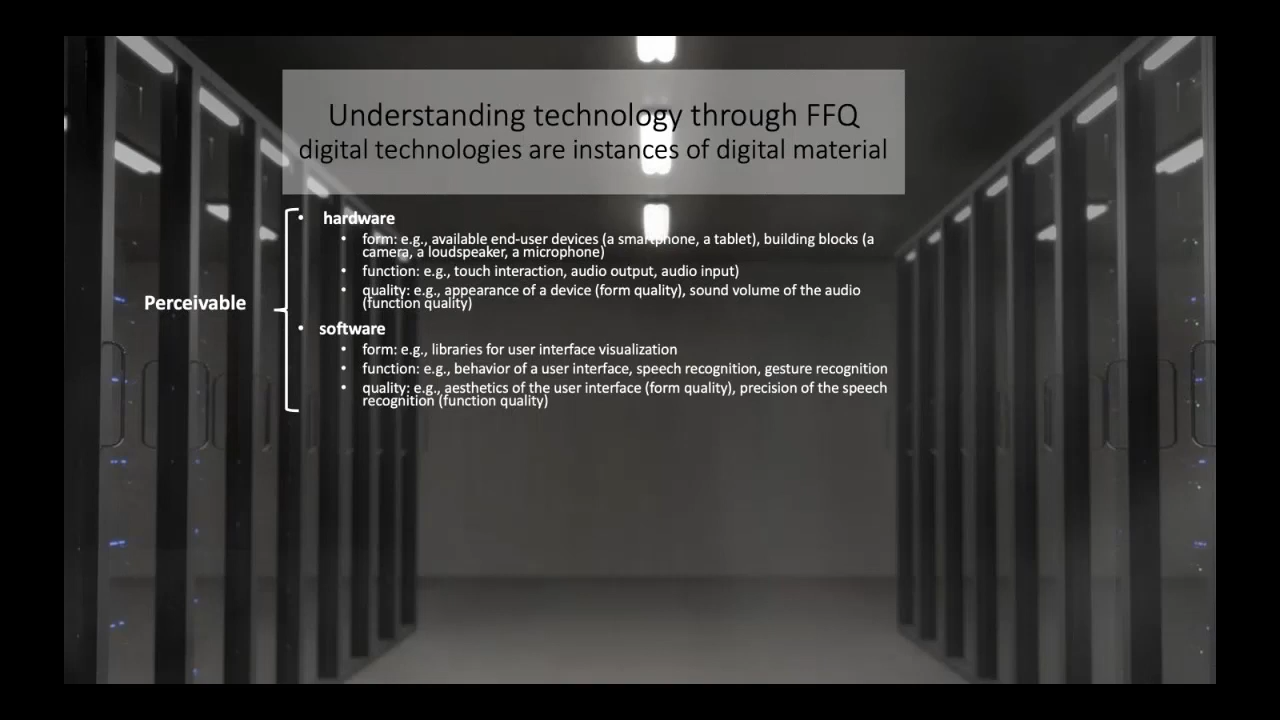 Understanding technology through FFQ
digital technologies are instances of digital material
• hardware
• form: e.g., available end-user devices (a smartphone, a tablet), building blocks (a
camera, a loudspeaker, a microphone)
• function: e.g., touch interaction, audio output, audio input)
• quality: e.g., appearance of a device (form quality), sound volume of the audio
(function quality)
Perceivable
• software
• form: e.g., libraries for user interface visualization
• function: e.g., behavior of a user interface, speech recognition, gesture recognition
• quality: e.g., aesthetics of the user interface (form quality), precision of the speech
recognition (function quality)